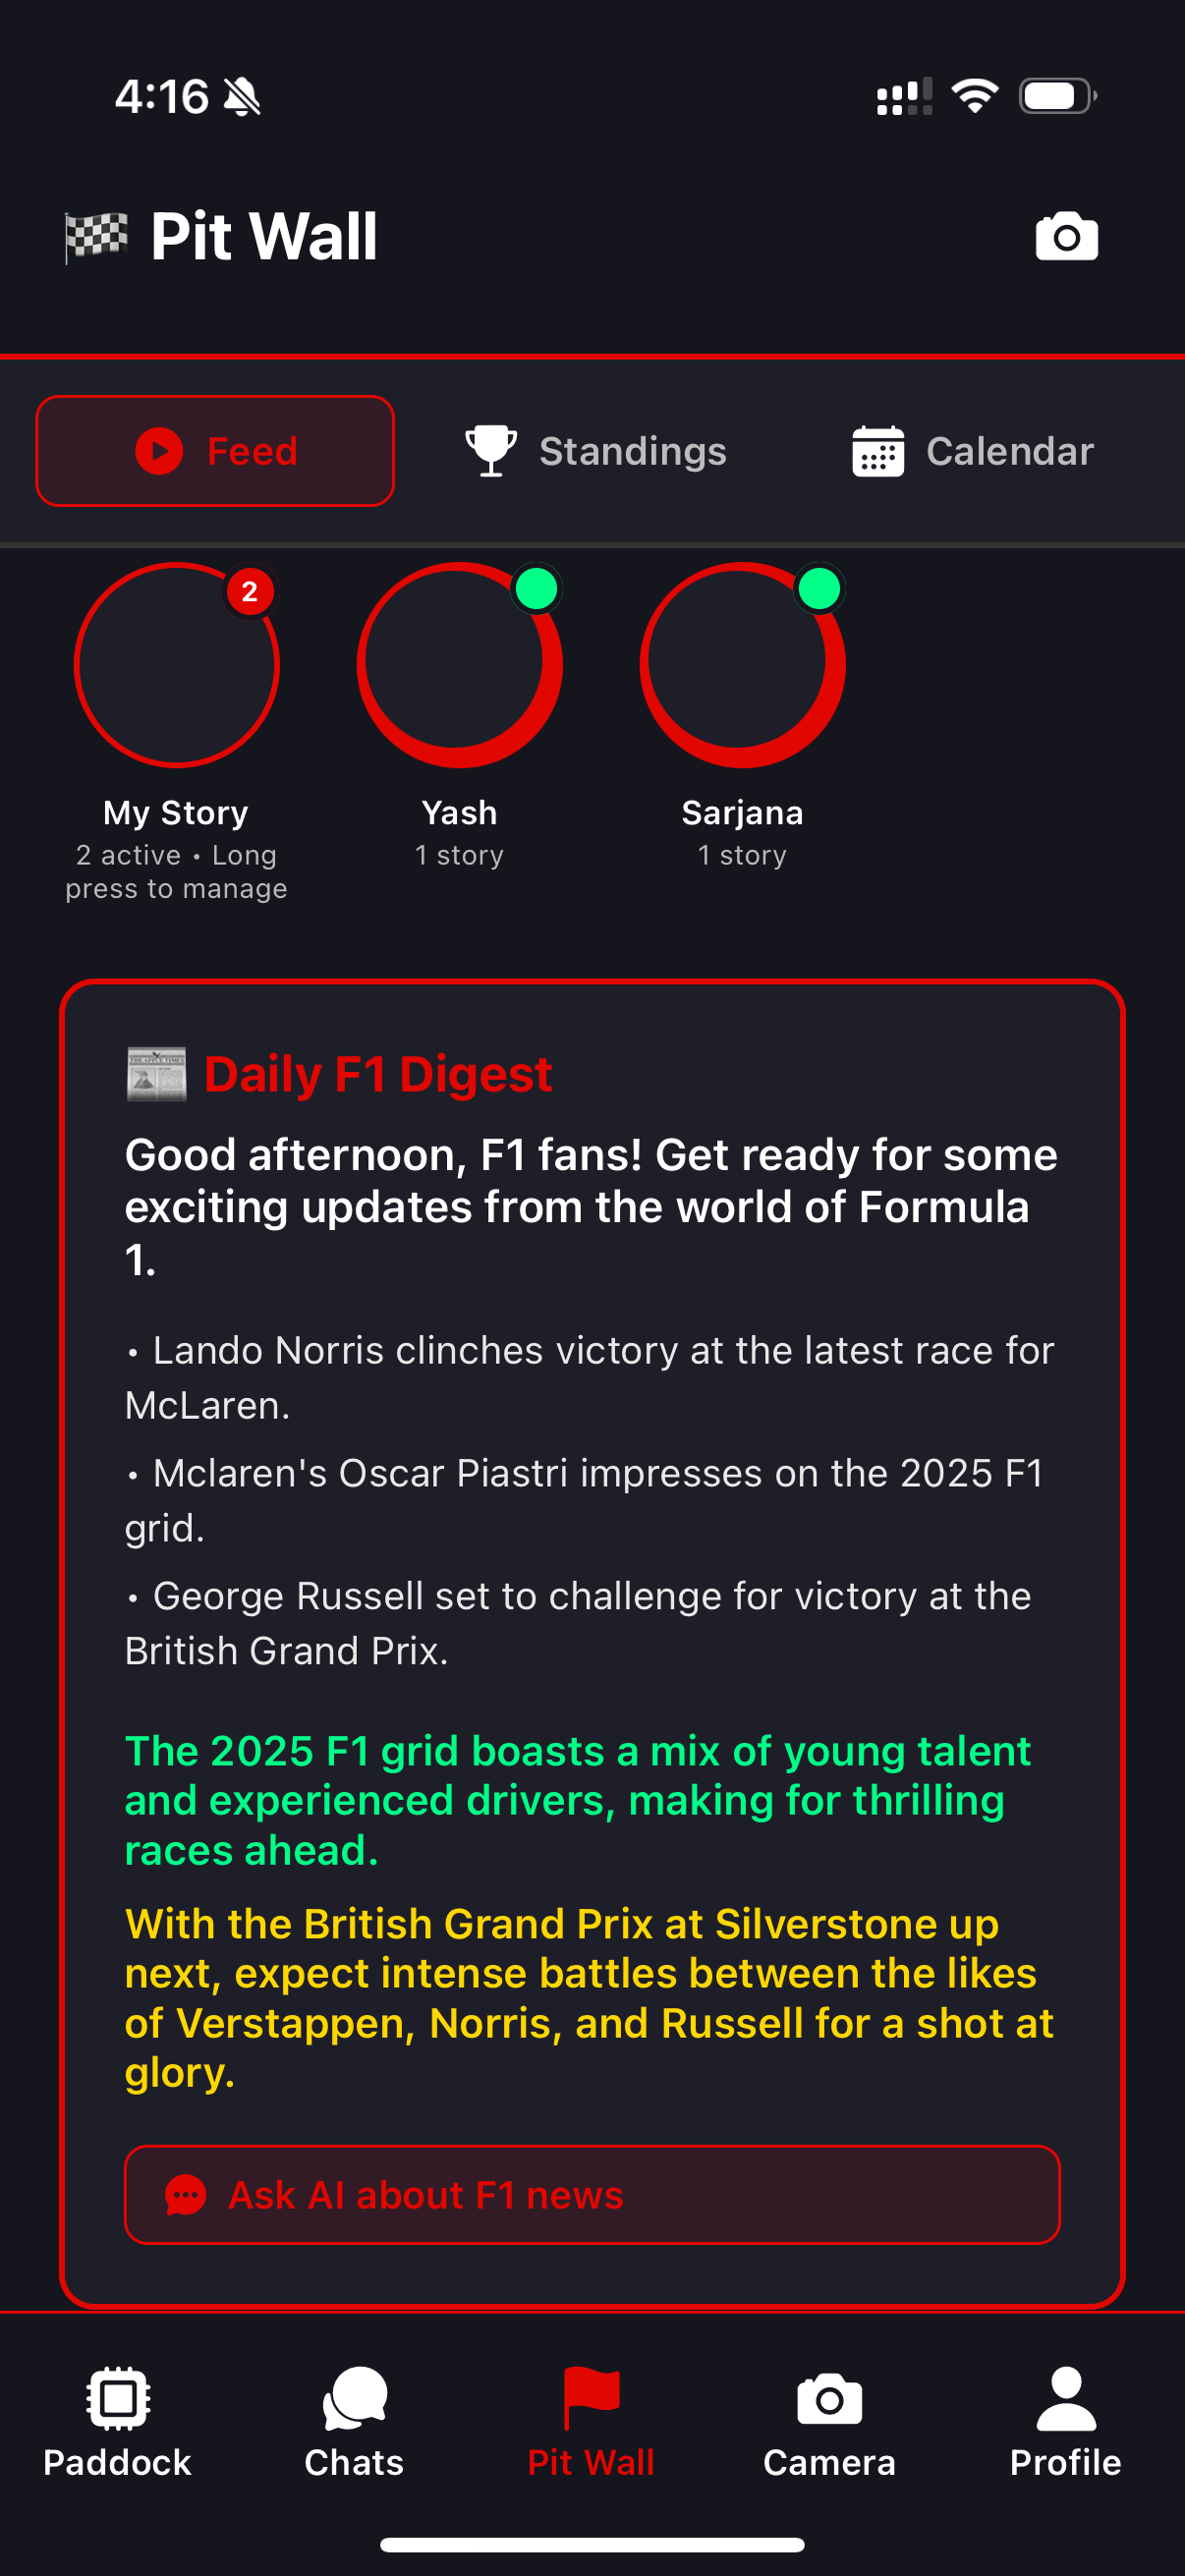 4:16
🏁 Pit Wall
Feed
Standings
Calendar
2
My Story
2 active • Long
press to manage
Yash
1 story
Sarjana
1 story
📰 Daily F1 Digest
Good afternoon, F1 fans! Get ready for some
exciting updates from the world of Formula
1.
• Lando Norris clinches victory at the latest race for
McLaren.
• Mclaren's Oscar Piastri impresses on the 2025 F1
grid.
• George Russell set to challenge for victory at the
British Grand Prix.
The 2025 F1 grid boasts a mix of young talent
and experienced drivers, making for thrilling
races ahead.
With the British Grand Prix at Silverstone up
next, expect intense battles between the likes
of Verstappen, Norris, and Russell for a shot at
glory.
Ask AI about F1 news
Paddock
Chats
Pit Wall
Camera
Profile